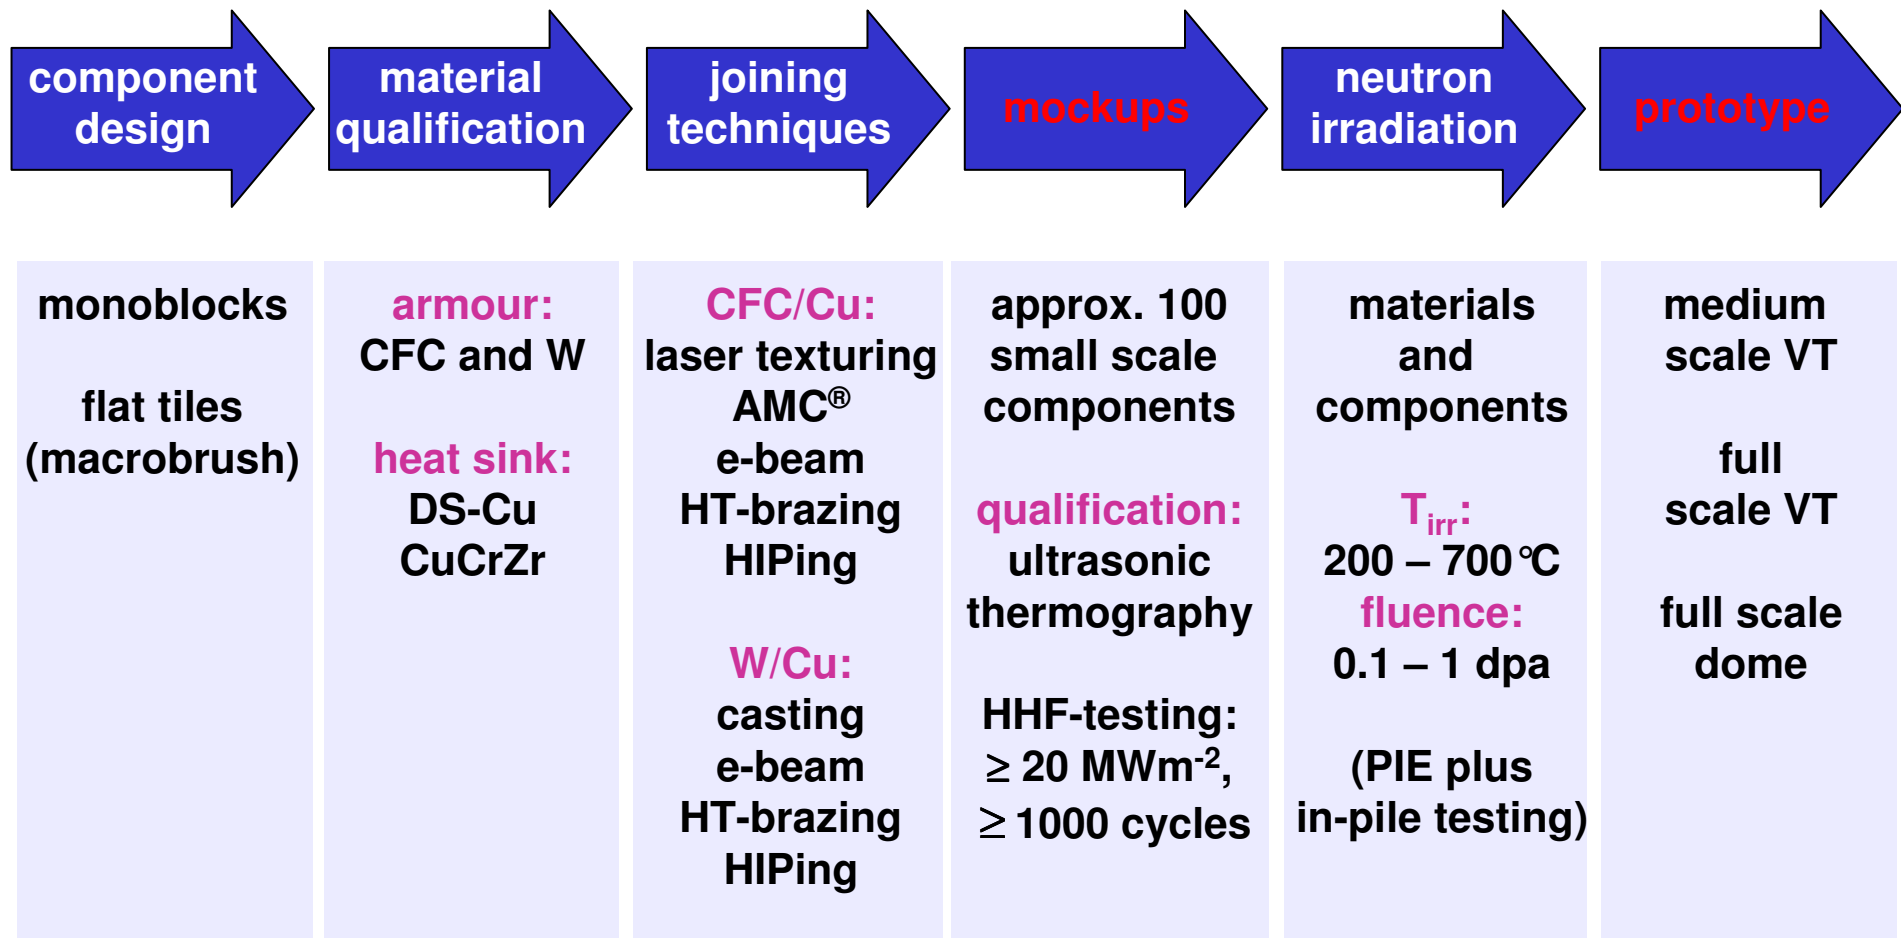 component
design
material
qualification
joining
techniques
mockups
neutron
irradiation
prototype
monoblocks
flat tiles
(macrobrush)
armour:
CFC and W
heat sink:
DS-Cu
CuCrZr
CFC/Cu:
laser texturing
AMC®
e-beam
HT-brazing
HIPing
W/Cu:
casting
e-beam
HT-brazing
HIPing
approx. 100
small scale
components
qualification:
ultrasonic
thermography
HHF-testing:
≥ 20 MWm-2,
≥ 1000 cycles
materials
and
components
Tirr:
200 – 700 °C
fluence:
0.1 – 1 dpa
(PIE plus
in-pile testing)
medium
scale VT
full
scale VT
full scale
dome